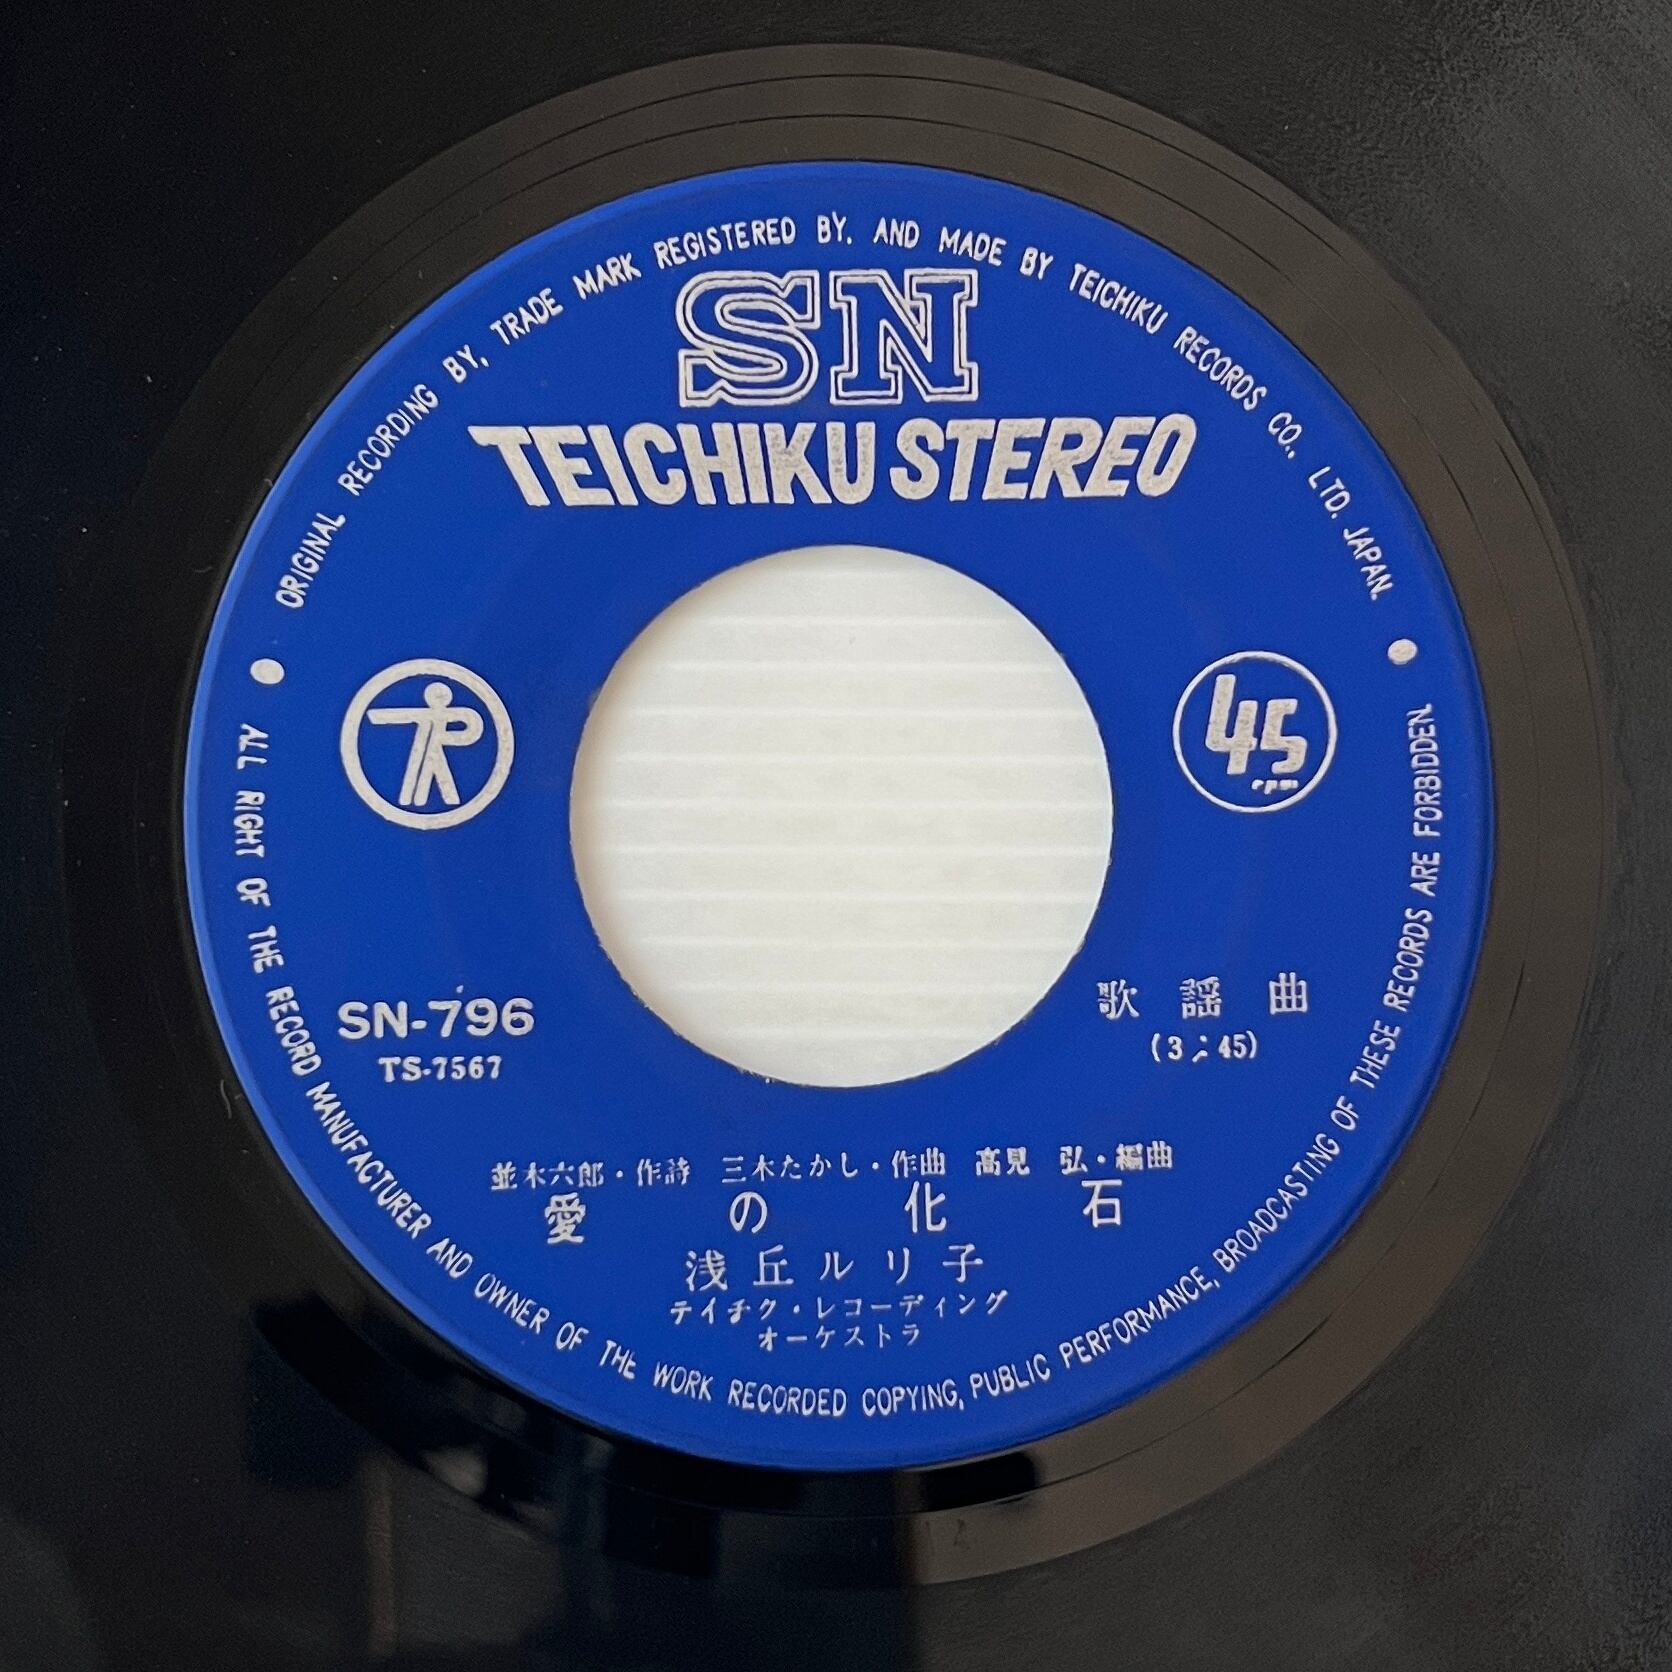 ORIGINAL RECORDING BY, TRADE MARK REGISTERED BY, AND MADE BY TEICHIKU RECORDS CO., LTD. JAPAN.
SN
TEICHIKU STEREO
TR
45
rpm
SN-796
TS-7567
歌謡曲
(3:45)
並木六郎・作詩 三木たかし・作曲 高見 弘・編曲
愛の化石
浅丘ルリ子
テイチク・レコーディング
オーケストラ
ALL RIGHT OF THE RECORD MANUFACTURER AND OWNER OF THE WORK RECORDED COPYING, PUBLIC PERFORMANCE, BROADCASTING OF THESE RECORDS ARE FORBIDDEN